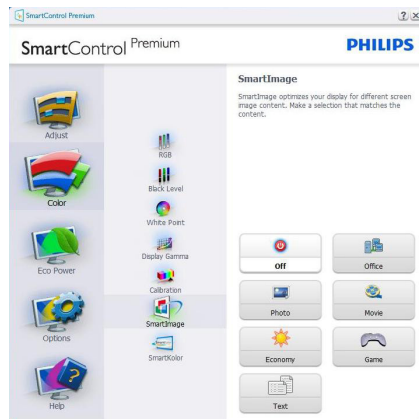 SmartControl Premium
SmartControl Premium
PHILIPS
Adjust
Color
Eco Power
Options
Help
RGB
Black Level
White Point
Display Gamma
Calibration
SmartImage
SmartKolor
SmartImage
SmartImage optimizes your display for different screen
image content. Make a selection that matches the
content.
Off
Office
Photo
Movie
Economy
Game
Text